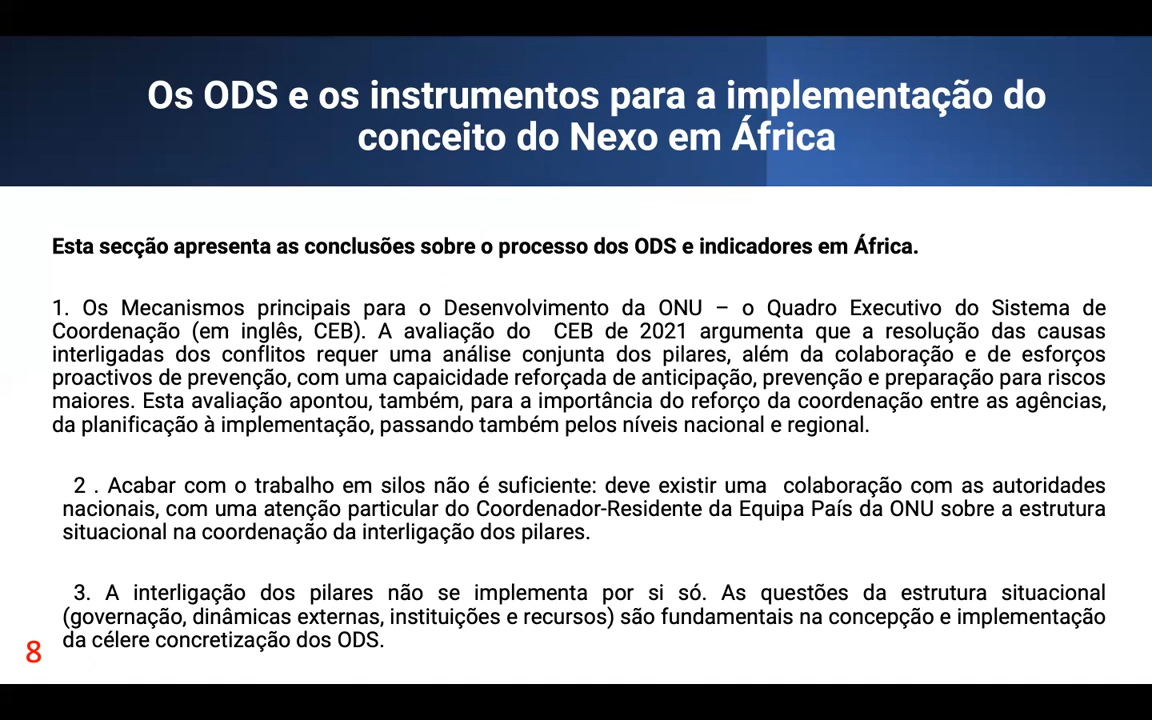 Os ODS e os instrumentos para a implementação do
conceito do Nexo em África
Esta secção apresenta as conclusões sobre o processo dos ODS e indicadores em África.
1. Os Mecanismos principais para o Desenvolvimento da ONU – o Quadro Executivo do Sistema de
Coordenação (em inglês, CEB). A avaliação do CEB de 2021 argumenta que a resolução das causas
interligadas dos conflitos requer uma análise conjunta dos pilares, além da colaboração e de esforços
proactivos de prevenção, com uma capaicidade reforçada de anticipação, prevenção e preparação para riscos
maiores. Esta avaliação apontou, também, para a importância do reforço da coordenação entre as agências,
da planificação à implementação, passando também pelos níveis nacional e regional.
2 . Acabar com o trabalho em silos não é suficiente: deve existir uma colaboração com as autoridades
nacionais, com uma atenção particular do Coordenador-Residente da Equipa País da ONU sobre a estrutura
situacional na coordenação da interligação dos pilares.
3. A interligação dos pilares não se implementa por si só. As questões da estrutura situacional
(governação, dinâmicas externas, instituições e recursos) são fundamentais na concepção e implementação
da célere concretização dos ODS.
8